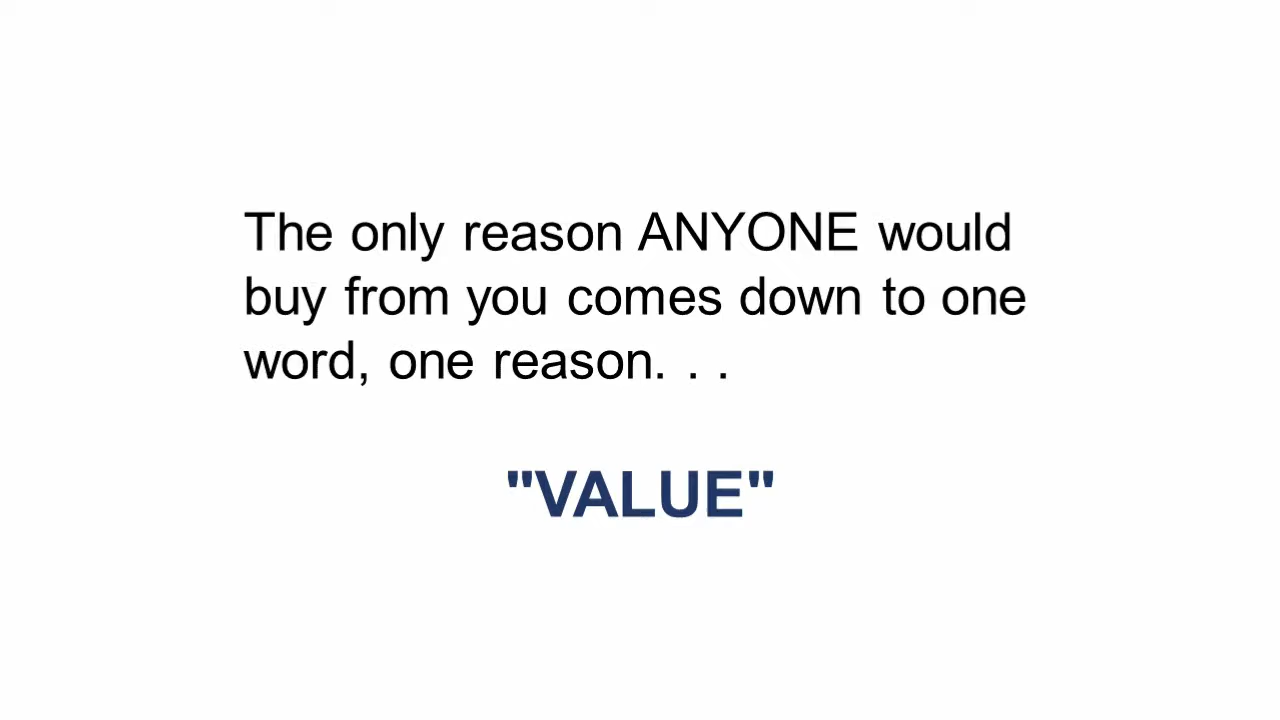 The only reason ANYONE would
buy from you comes down to one
word, one reason. . .
"VALUE"